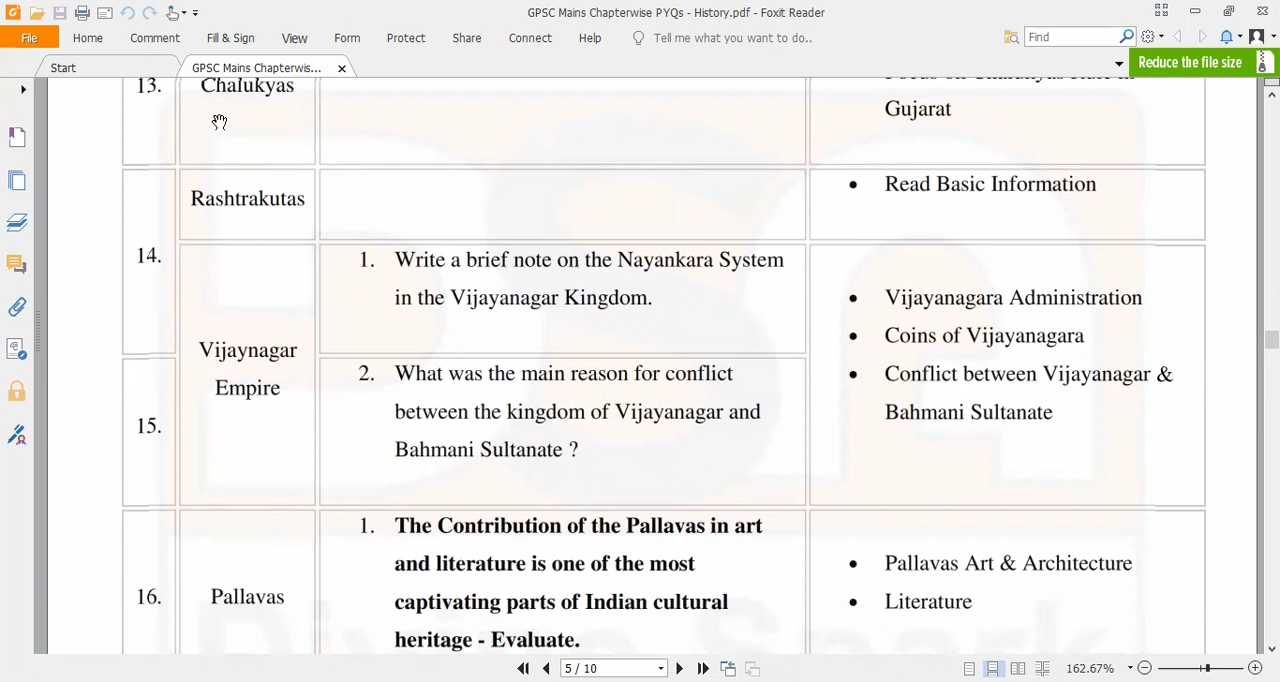 GPSC Mains Chapterwise PYQs - History.pdf - Foxit Reader
File Home Comment Fill & Sign View Form Protect Share Connect Help Tell me what you want to do.. Find
Start GPSC Mains Chapterwis... Reduce the file size
13. Chalukyas
Gujarat
Rashtrakutas
• Read Basic Information
14.
1. Write a brief note on the Nayankara System
in the Vijayanagar Kingdom.
Vijaynagar
Empire
15.
2. What was the main reason for conflict
between the kingdom of Vijayanagar and
Bahmani Sultanate ?
• Vijayanagara Administration
• Coins of Vijayanagara
• Conflict between Vijayanagar &
Bahmani Sultanate
16. Pallavas
1. The Contribution of the Pallavas in art
and literature is one of the most
captivating parts of Indian cultural
heritage - Evaluate.
• Pallavas Art & Architecture
• Literature
5 / 10
162.67%